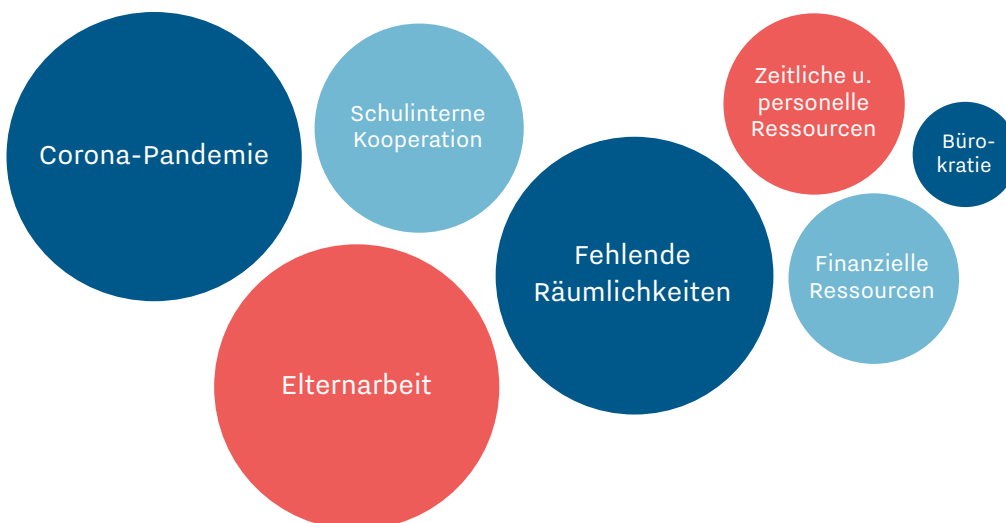 Corona-Pandemie
Schulinterne
Kooperation
Zeitliche u.
personelle
Ressourcen
Büro-
kratie
Fehlende
Räumlichkeiten
Finanzielle
Ressourcen
Elternarbeit